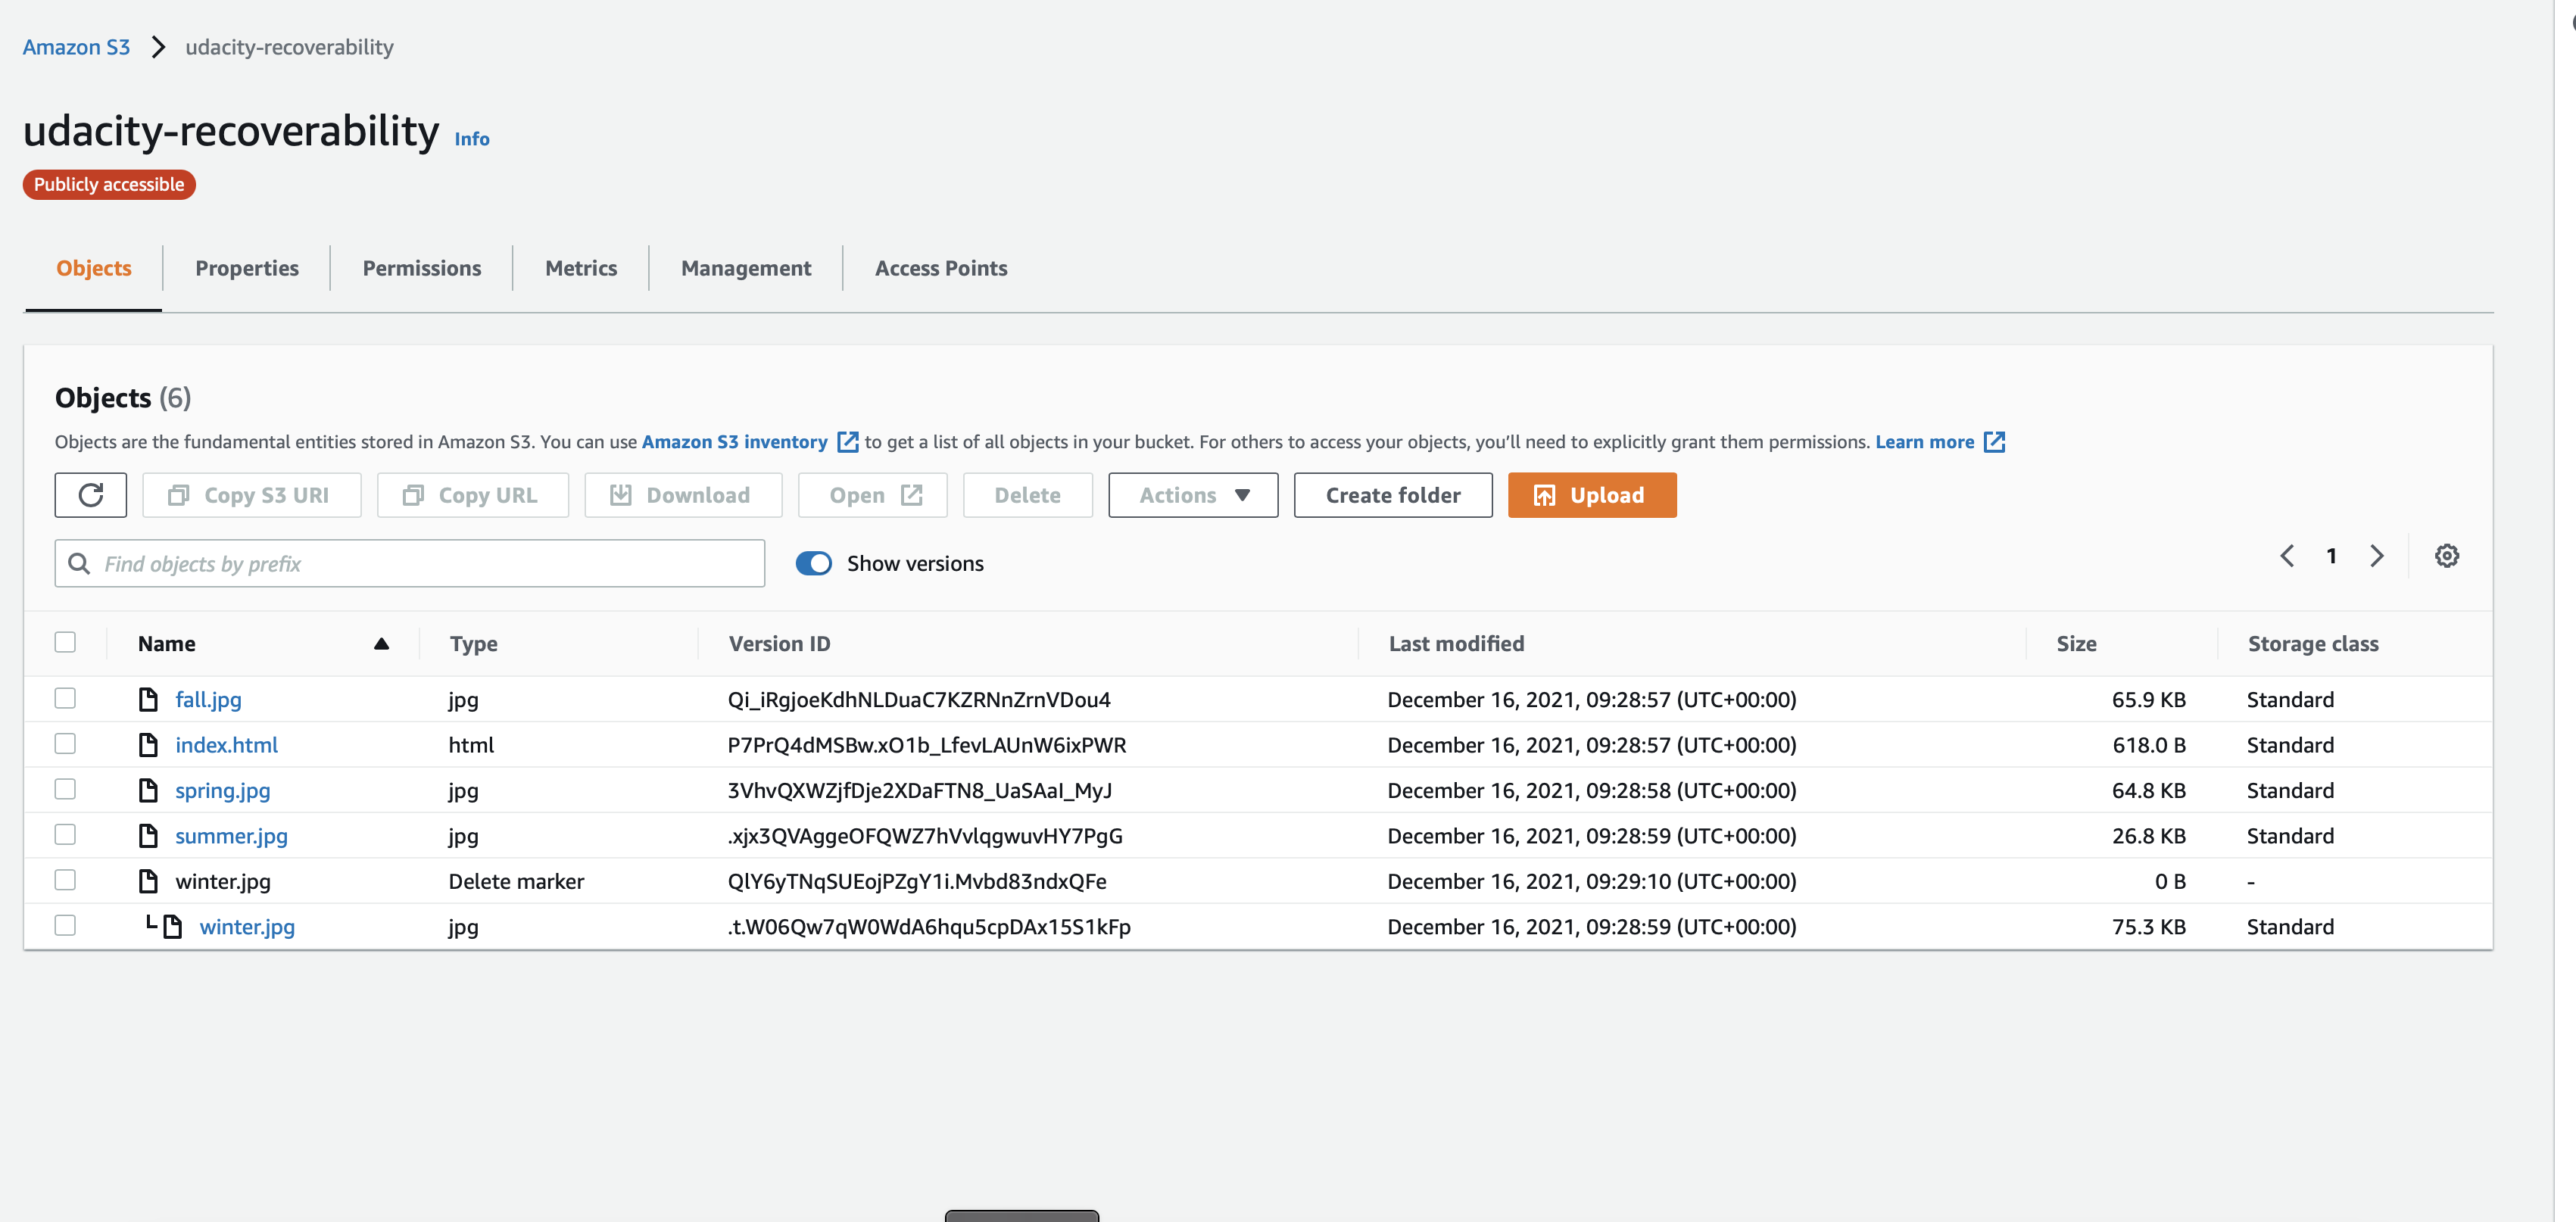 Amazon S3 udacity-recoverability
udacity-recoverability Info
Publicly accessible
Objects Properties Permissions Metrics Management Access Points
Objects (6)
Objects are the fundamental entities stored in Amazon S3. You can use Amazon S3 inventory to get a list of all objects in your bucket. For others to access your objects, you'll need to explicitly grant them permissions. Learn more
Copy S3 URI Copy URL Download Open Delete Actions Create folder Upload
Find objects by prefix Show versions 1
Name Type Version ID Last modified Size Storage class
fall.jpg jpg Qi_iRgjoeKdhNLDuaC7KZRNnZrnVDou4 December 16, 2021, 09:28:57 (UTC+00:00) 65.9 KB Standard
index.html html P7PrQ4dMSBw.xO1b_LfevLAUnW6ixPWR December 16, 2021, 09:28:57 (UTC+00:00) 618.0 B Standard
spring.jpg jpg 3VhvQXWZjfDje2XDaFTN8_UaSAaI_MyJ December 16, 2021, 09:28:58 (UTC+00:00) 64.8 KB Standard
summer.jpg jpg .xjx3QVAggeOFQWZ7hVvlqgwuvHY7PgG December 16, 2021, 09:28:59 (UTC+00:00) 26.8 KB Standard
winter.jpg Delete marker QlY6yTNqSUEojPZgY1i.Mvbd83ndxQFe December 16, 2021, 09:29:10 (UTC+00:00) 0 B -
winter.jpg jpg .t.W06Qw7qW0WdA6hqu5cpDAx15S1kFp December 16, 2021, 09:28:59 (UTC+00:00) 75.3 KB Standard